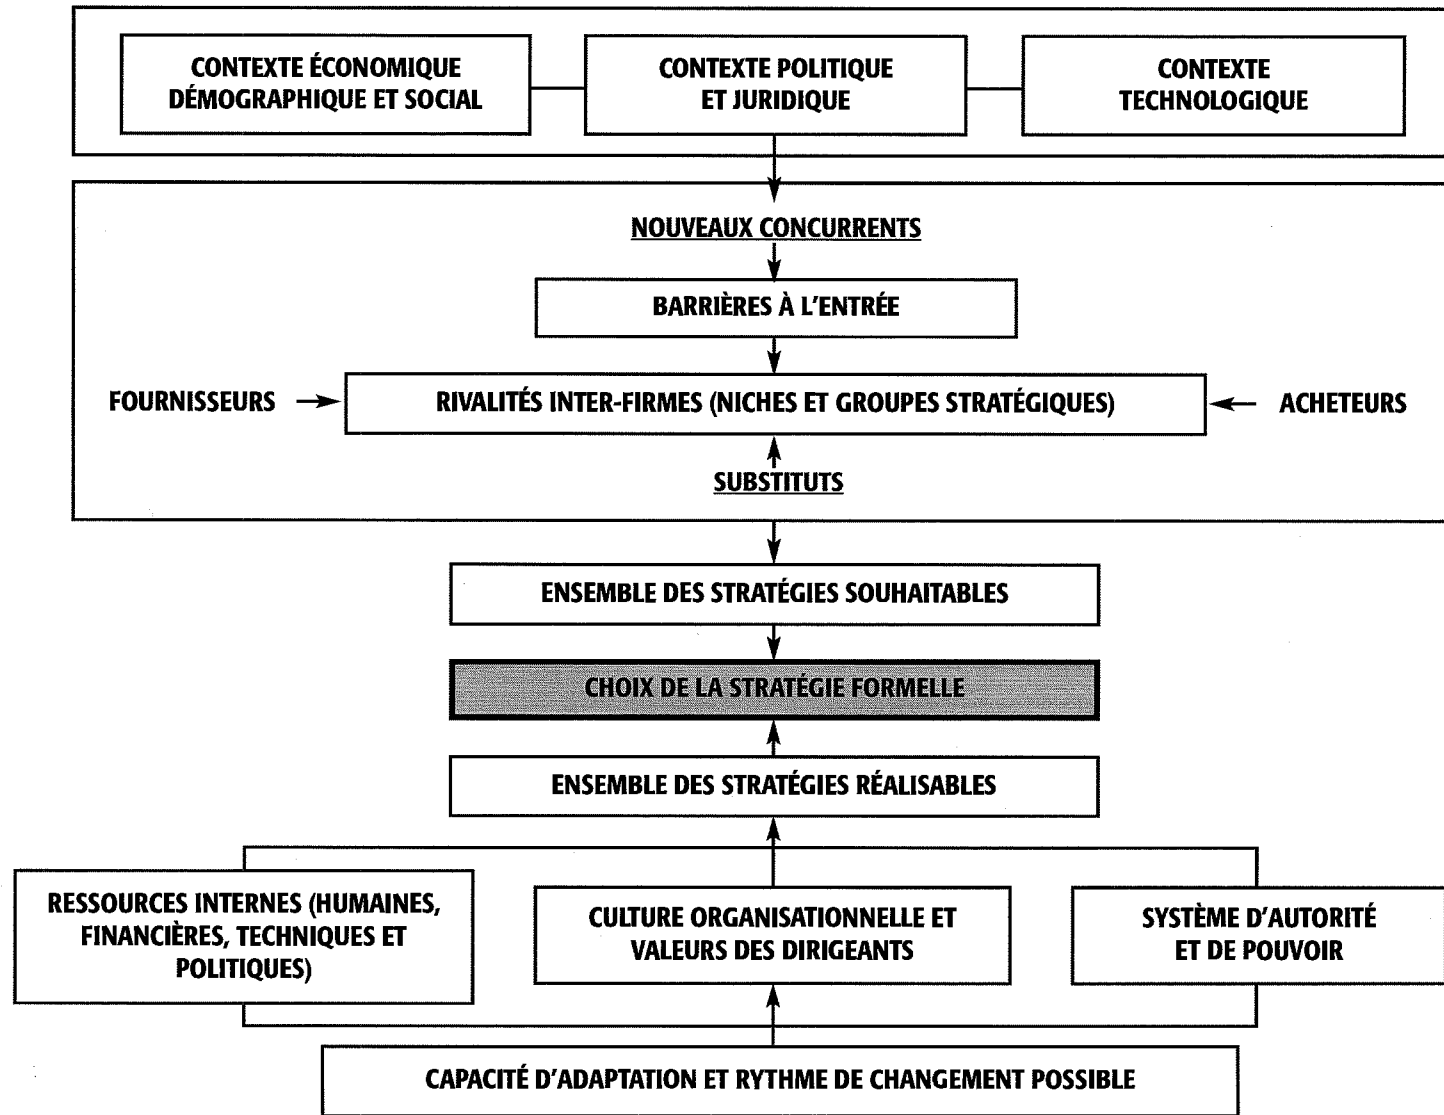 CONTEXTE ÉCONOMIQUE
DÉMOGRAPHIQUE ET SOCIAL
CONTEXTE POLITIQUE
ET JURIDIQUE
CONTEXTE
TECHNOLOGIQUE
NOUVEAUX CONCURRENTS
BARRIÈRES À L'ENTRÉE
FOURNISSEURS
RIVALITÉS INTER-FIRMES (NICHES ET GROUPES STRATÉGIQUES)
ACHETEURS
SUBSTITUTS
ENSEMBLE DES STRATÉGIES SOUHAITABLES
CHOIX DE LA STRATÉGIE FORMELLE
ENSEMBLE DES STRATÉGIES RÉALISABLES
RESSOURCES INTERNES (HUMAINES,
FINANCIÈRES, TECHNIQUES ET
POLITIQUES)
CULTURE ORGANISATIONNELLE ET
VALEURS DES DIRIGEANTS
SYSTÈME D'AUTORITÉ
ET DE POUVOIR
CAPACITÉ D'ADAPTATION ET RYTHME DE CHANGEMENT POSSIBLE